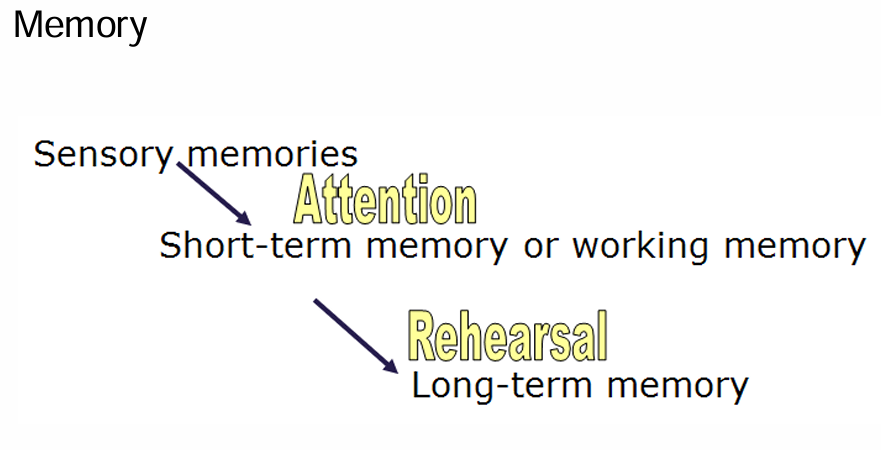 Memory
Sensory memories
Attention
Short-term memory or working memory
Rehearsal
Long-term memory